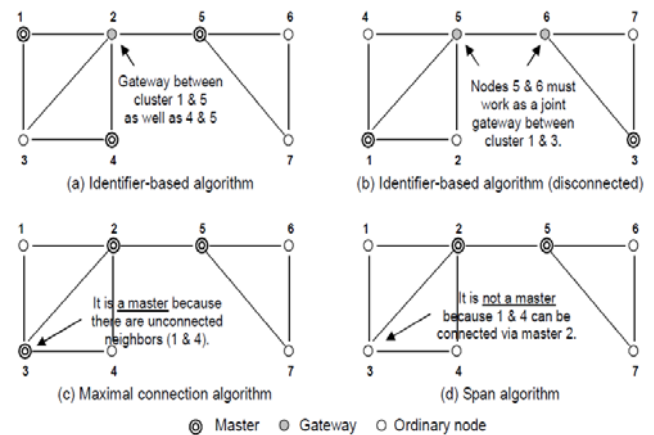 1 2 5 6
Gateway between
cluster 1 & 5
as well as 4 & 5
3 4 7
(a) Identifier-based algorithm
4 5 6 7
Nodes 5 & 6 must
work as a joint
gateway between
cluster 1 & 3.
1 2 3
(b) Identifier-based algorithm (disconnected)
1 2 5 6
It is a master because
there are unconnected
neighbors (1 & 4).
3 4 7
(c) Maximal connection algorithm
1 2 5 6
It is not a master
because 1 & 4 can be
connected via master 2.
3 4 7
(d) Span algorithm
Master Gateway Ordinary node